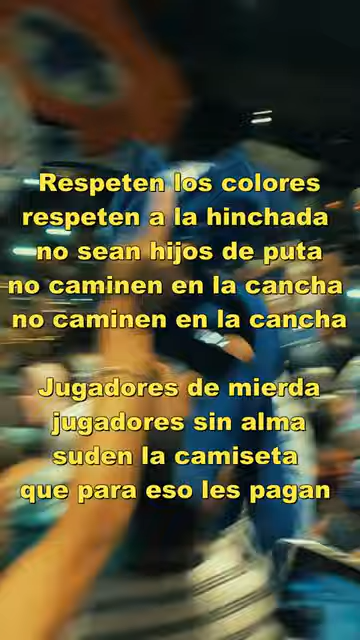 Respeten los colores
respeten a la hinchada
no sean hijos de puta
no caminen en la cancha
no caminen en la cancha
Jugadores de mierda
jugadores sin alma
suden la camiseta
que para eso les pagan